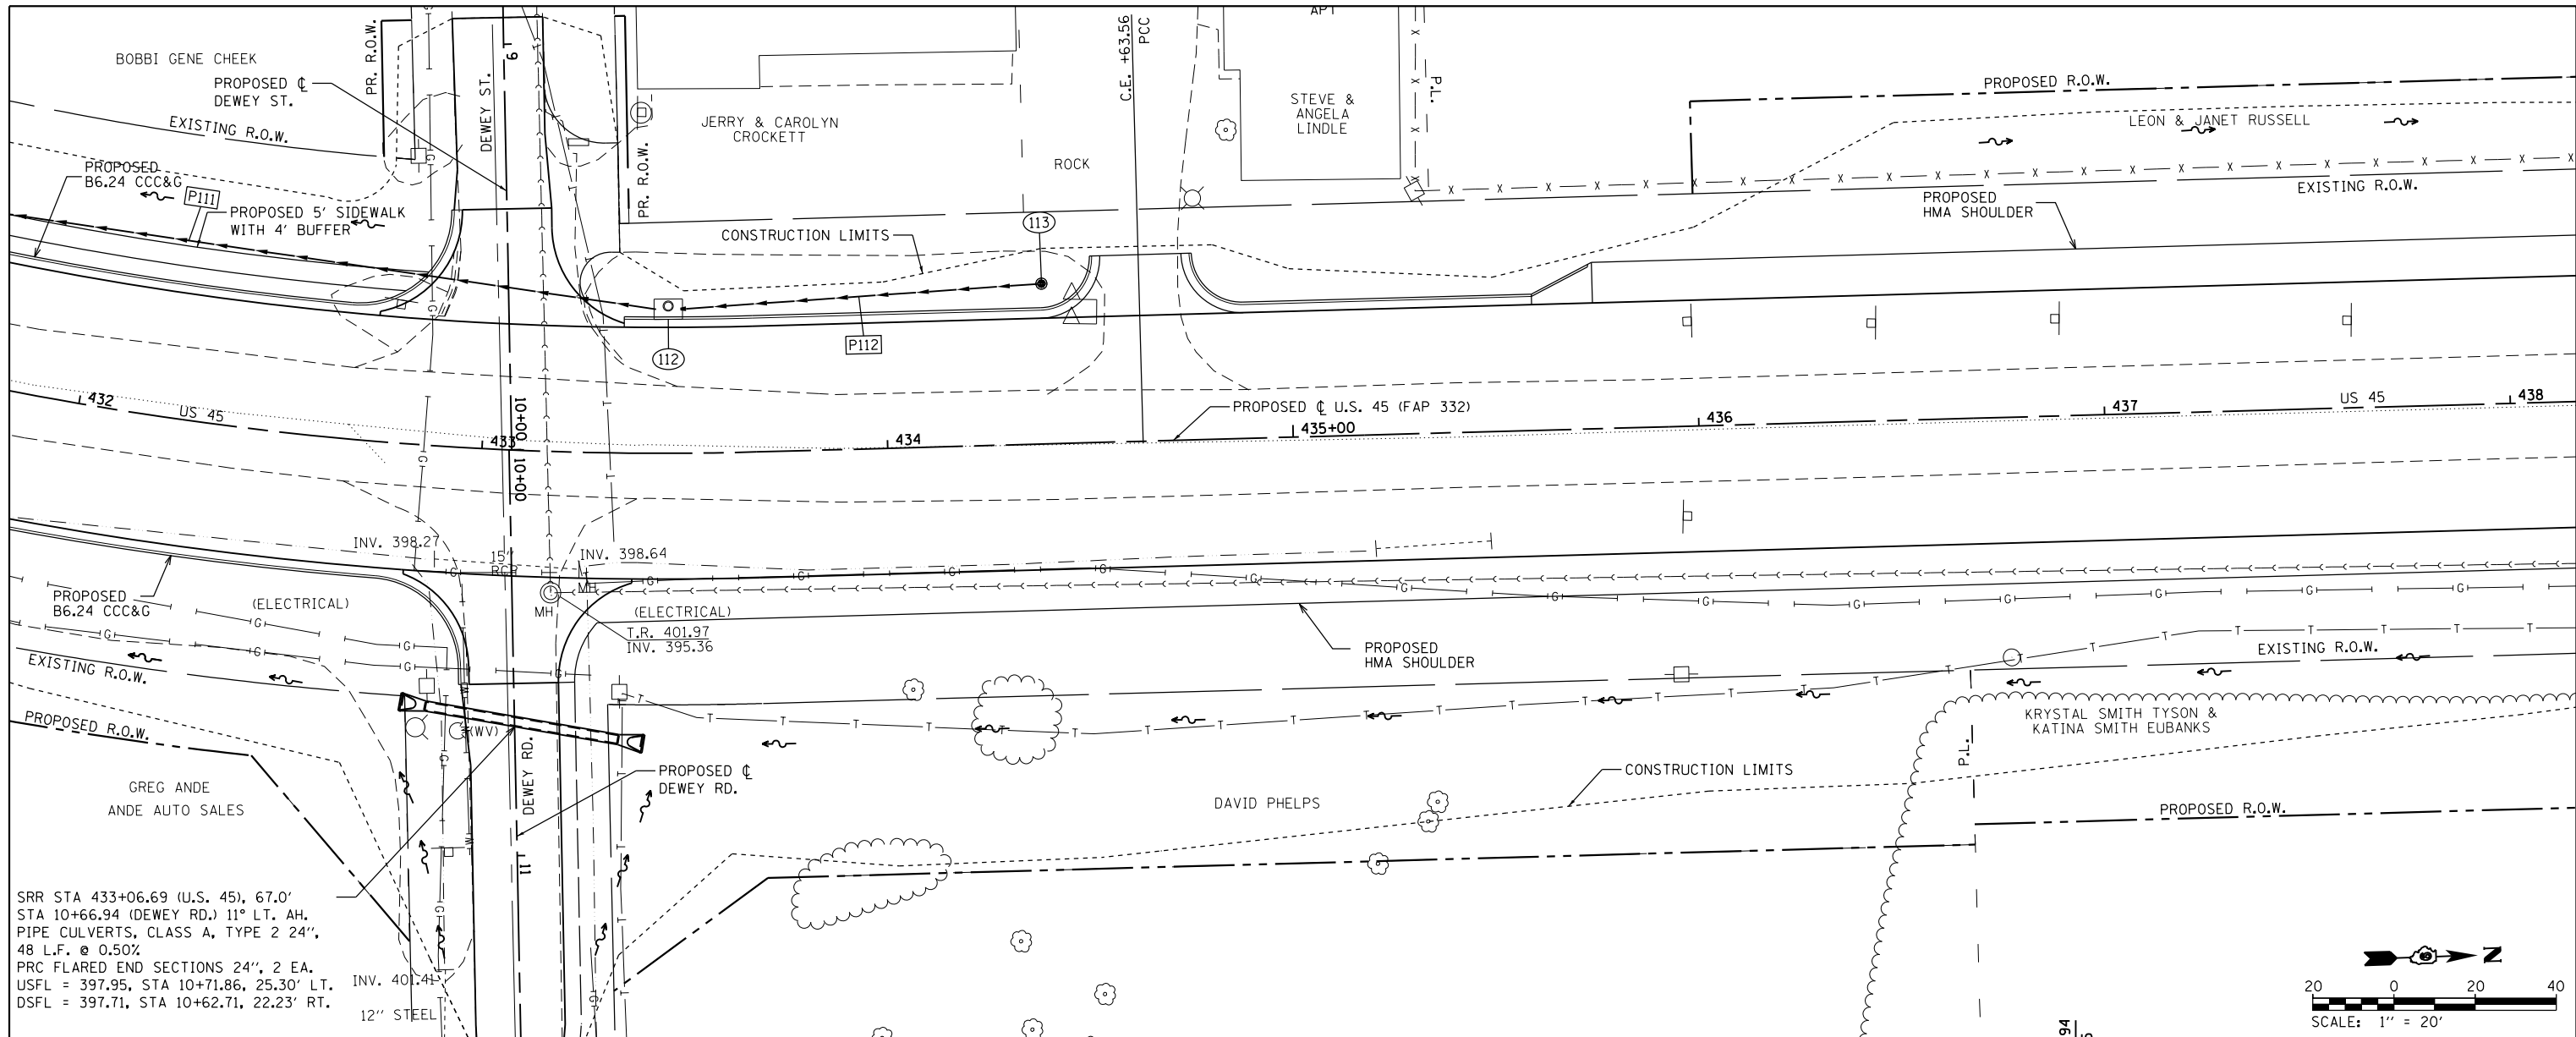 BOBBI GENE CHEEK
PROPOSED ℄
DEWEY ST.
PR. R.O.W.
DEWEY ST.
9
EXISTING R.O.W.
PROPOSED
B6.24 CCC&G
P111
PROPOSED 5' SIDEWALK
WITH 4' BUFFER
PR. R.O.W.
JERRY & CAROLYN
CROCKETT
ROCK
C.E. +63.56
PCC
APT
STEVE &
ANGELA
LINDLE
P.L.
PROPOSED R.O.W.
LEON & JANET RUSSELL
EXISTING R.O.W.
PROPOSED
HMA SHOULDER
CONSTRUCTION LIMITS
113
112
P112
432
US 45
433
10+00
10+00
434
PROPOSED ℄ U.S. 45 (FAP 332)
435+00
436
437
US 45
438
INV. 398.27
15"
RCP
INV. 398.64
MH
MH
PROPOSED
B6.24 CCC&G
(ELECTRICAL)
(ELECTRICAL)
T.R. 401.97
INV. 395.36
PROPOSED
HMA SHOULDER
EXISTING R.O.W.
EXISTING R.O.W.
PROPOSED R.O.W.
(WV)
DEWEY RD.
PROPOSED ℄
DEWEY RD.
11
GREG ANDE
ANDE AUTO SALES
DAVID PHELPS
CONSTRUCTION LIMITS
KRYSTAL SMITH TYSON &
KATINA SMITH EUBANKS
P.L.
PROPOSED R.O.W.
SRR STA 433+06.69 (U.S. 45), 67.0'
STA 10+66.94 (DEWEY RD.) 11° LT. AH.
PIPE CULVERTS, CLASS A, TYPE 2 24",
48 L.F. @ 0.50%
PRC FLARED END SECTIONS 24", 2 EA.
USFL = 397.95, STA 10+71.86, 25.30' LT.
DSFL = 397.71, STA 10+62.71, 22.23' RT.
INV. 401.41
12" STEEL
94
N
20 0 20 40
SCALE: 1" = 20'